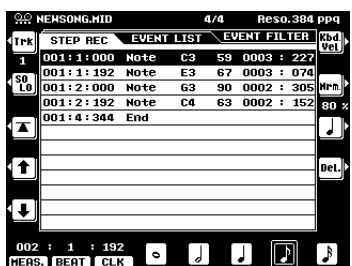 NEWSONG.MID 4/4 Reso.384 ppq
Trk STEP REC EVENT LIST EVENT FILTER Kbd. Vel
1 001:1:000 Note C3 59 0003 : 227
001:1:192 Note E3 67 0003 : 074
SO LO 001:2:000 Note G3 90 0002 : 305 Nrm.
001:2:192 Note C4 63 0002 : 152 80 %
001:4:344 End
Del.
002 : 1 : 192
MEAS. BEAT CLK